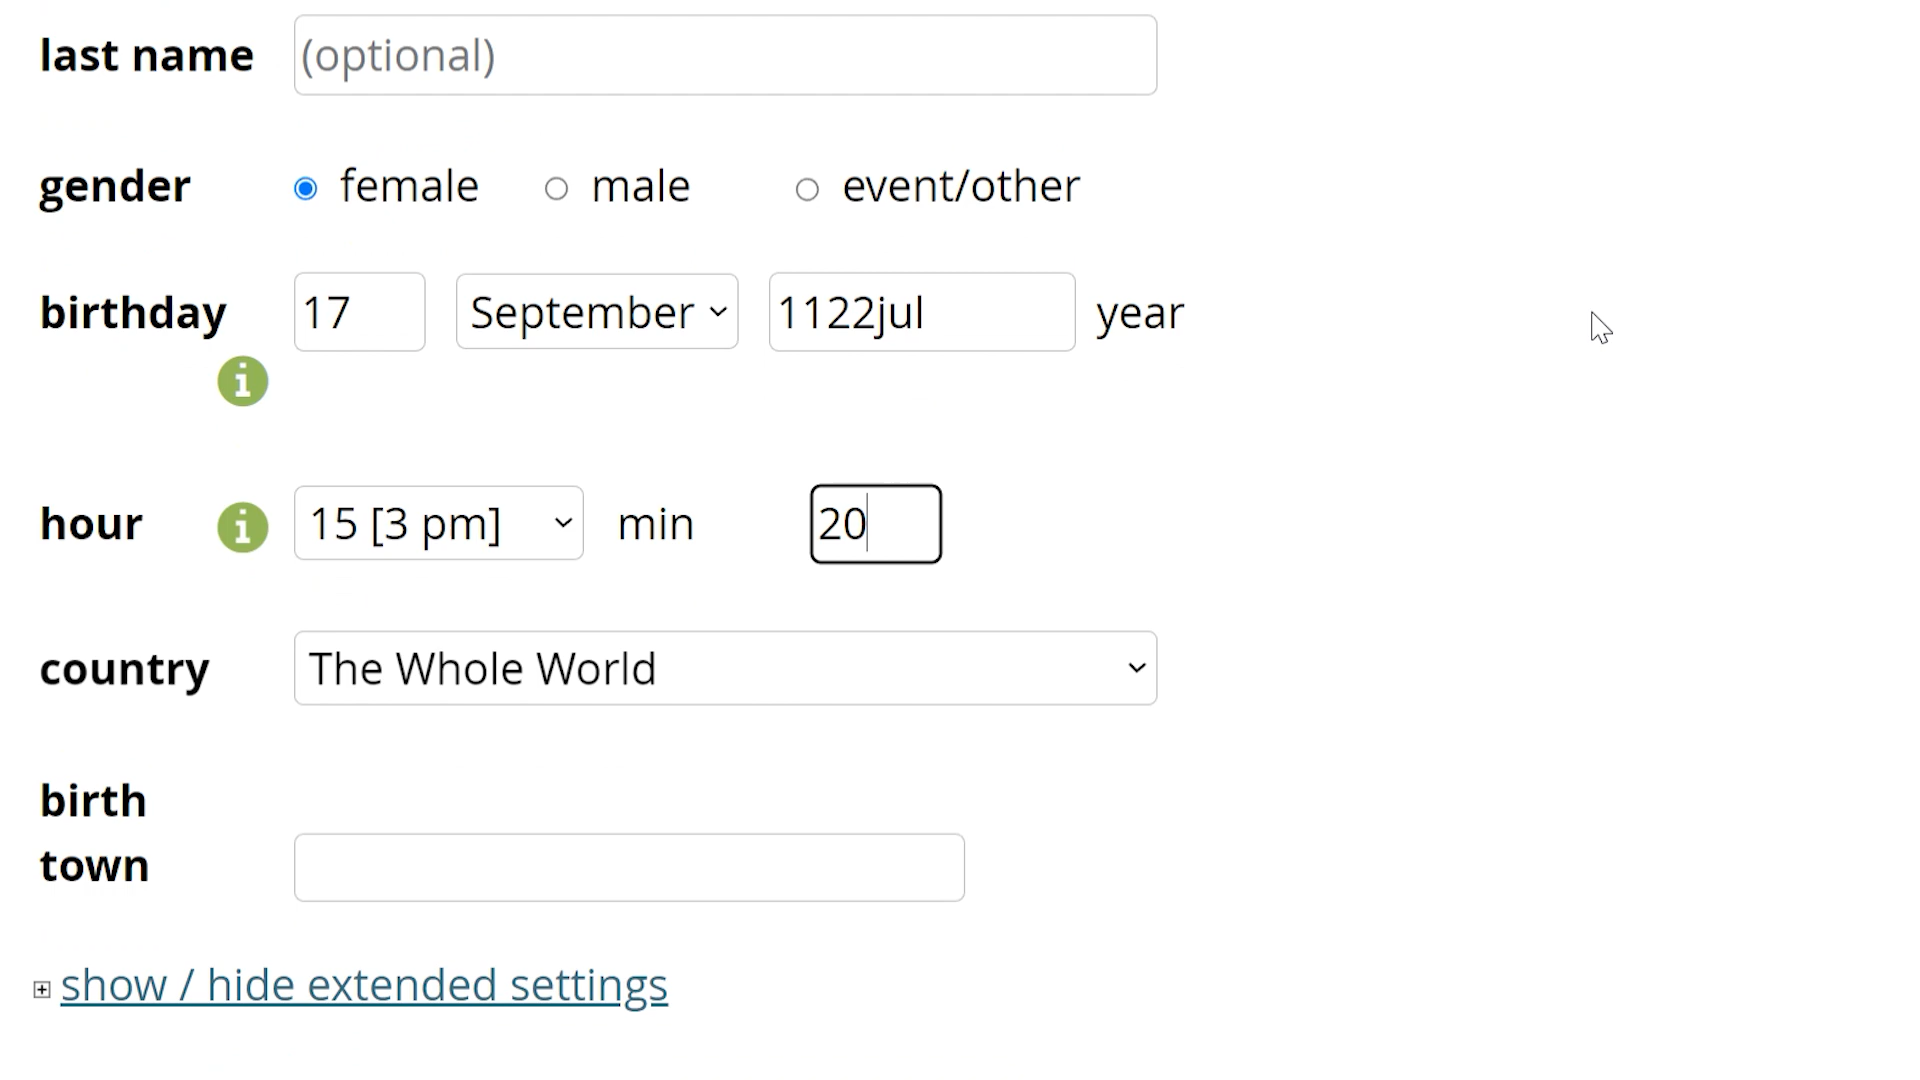 last name (optional)
gender female male event/other
birthday 17 September 1122jul year
hour 15 [3 pm] min 20
country The Whole World
birth
town
show / hide extended settings